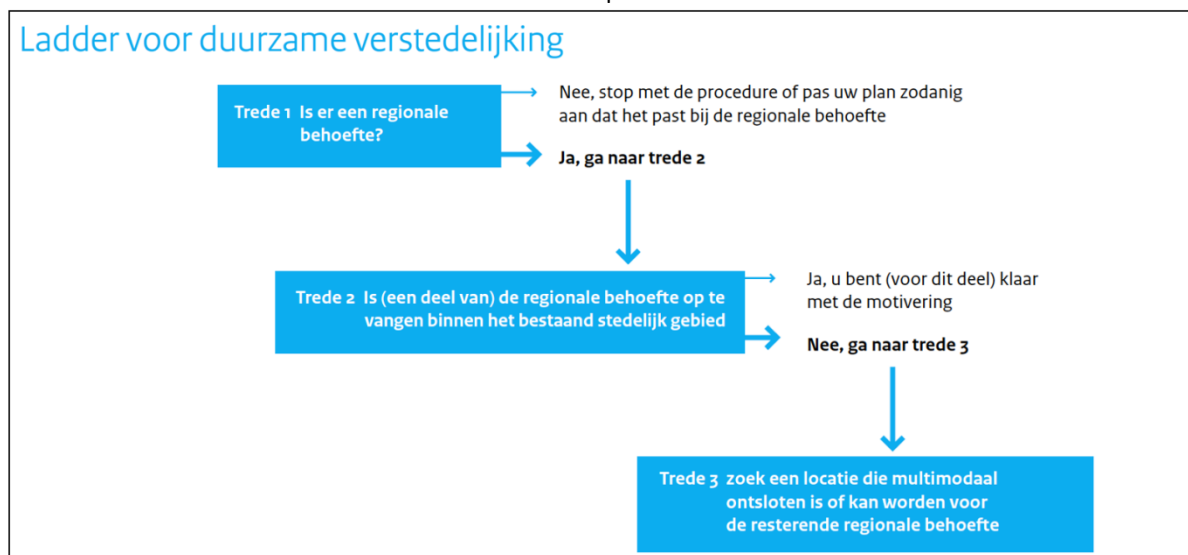 Ladder voor duurzame verstedelijking
Trede 1 Is er een regionale
behoefte?
Nee, stop met de procedure of pas uw plan zodanig
aan dat het past bij de regionale behoefte
Ja, ga naar trede 2
Trede 2 Is (een deel van) de regionale behoefte op te
vangen binnen het bestaand stedelijk gebied
Ja, u bent (voor dit deel) klaar
met de motivering
Nee, ga naar trede 3
Trede 3 zoek een locatie die multimodaal
ontsloten is of kan worden voor
de resterende regionale behoefte